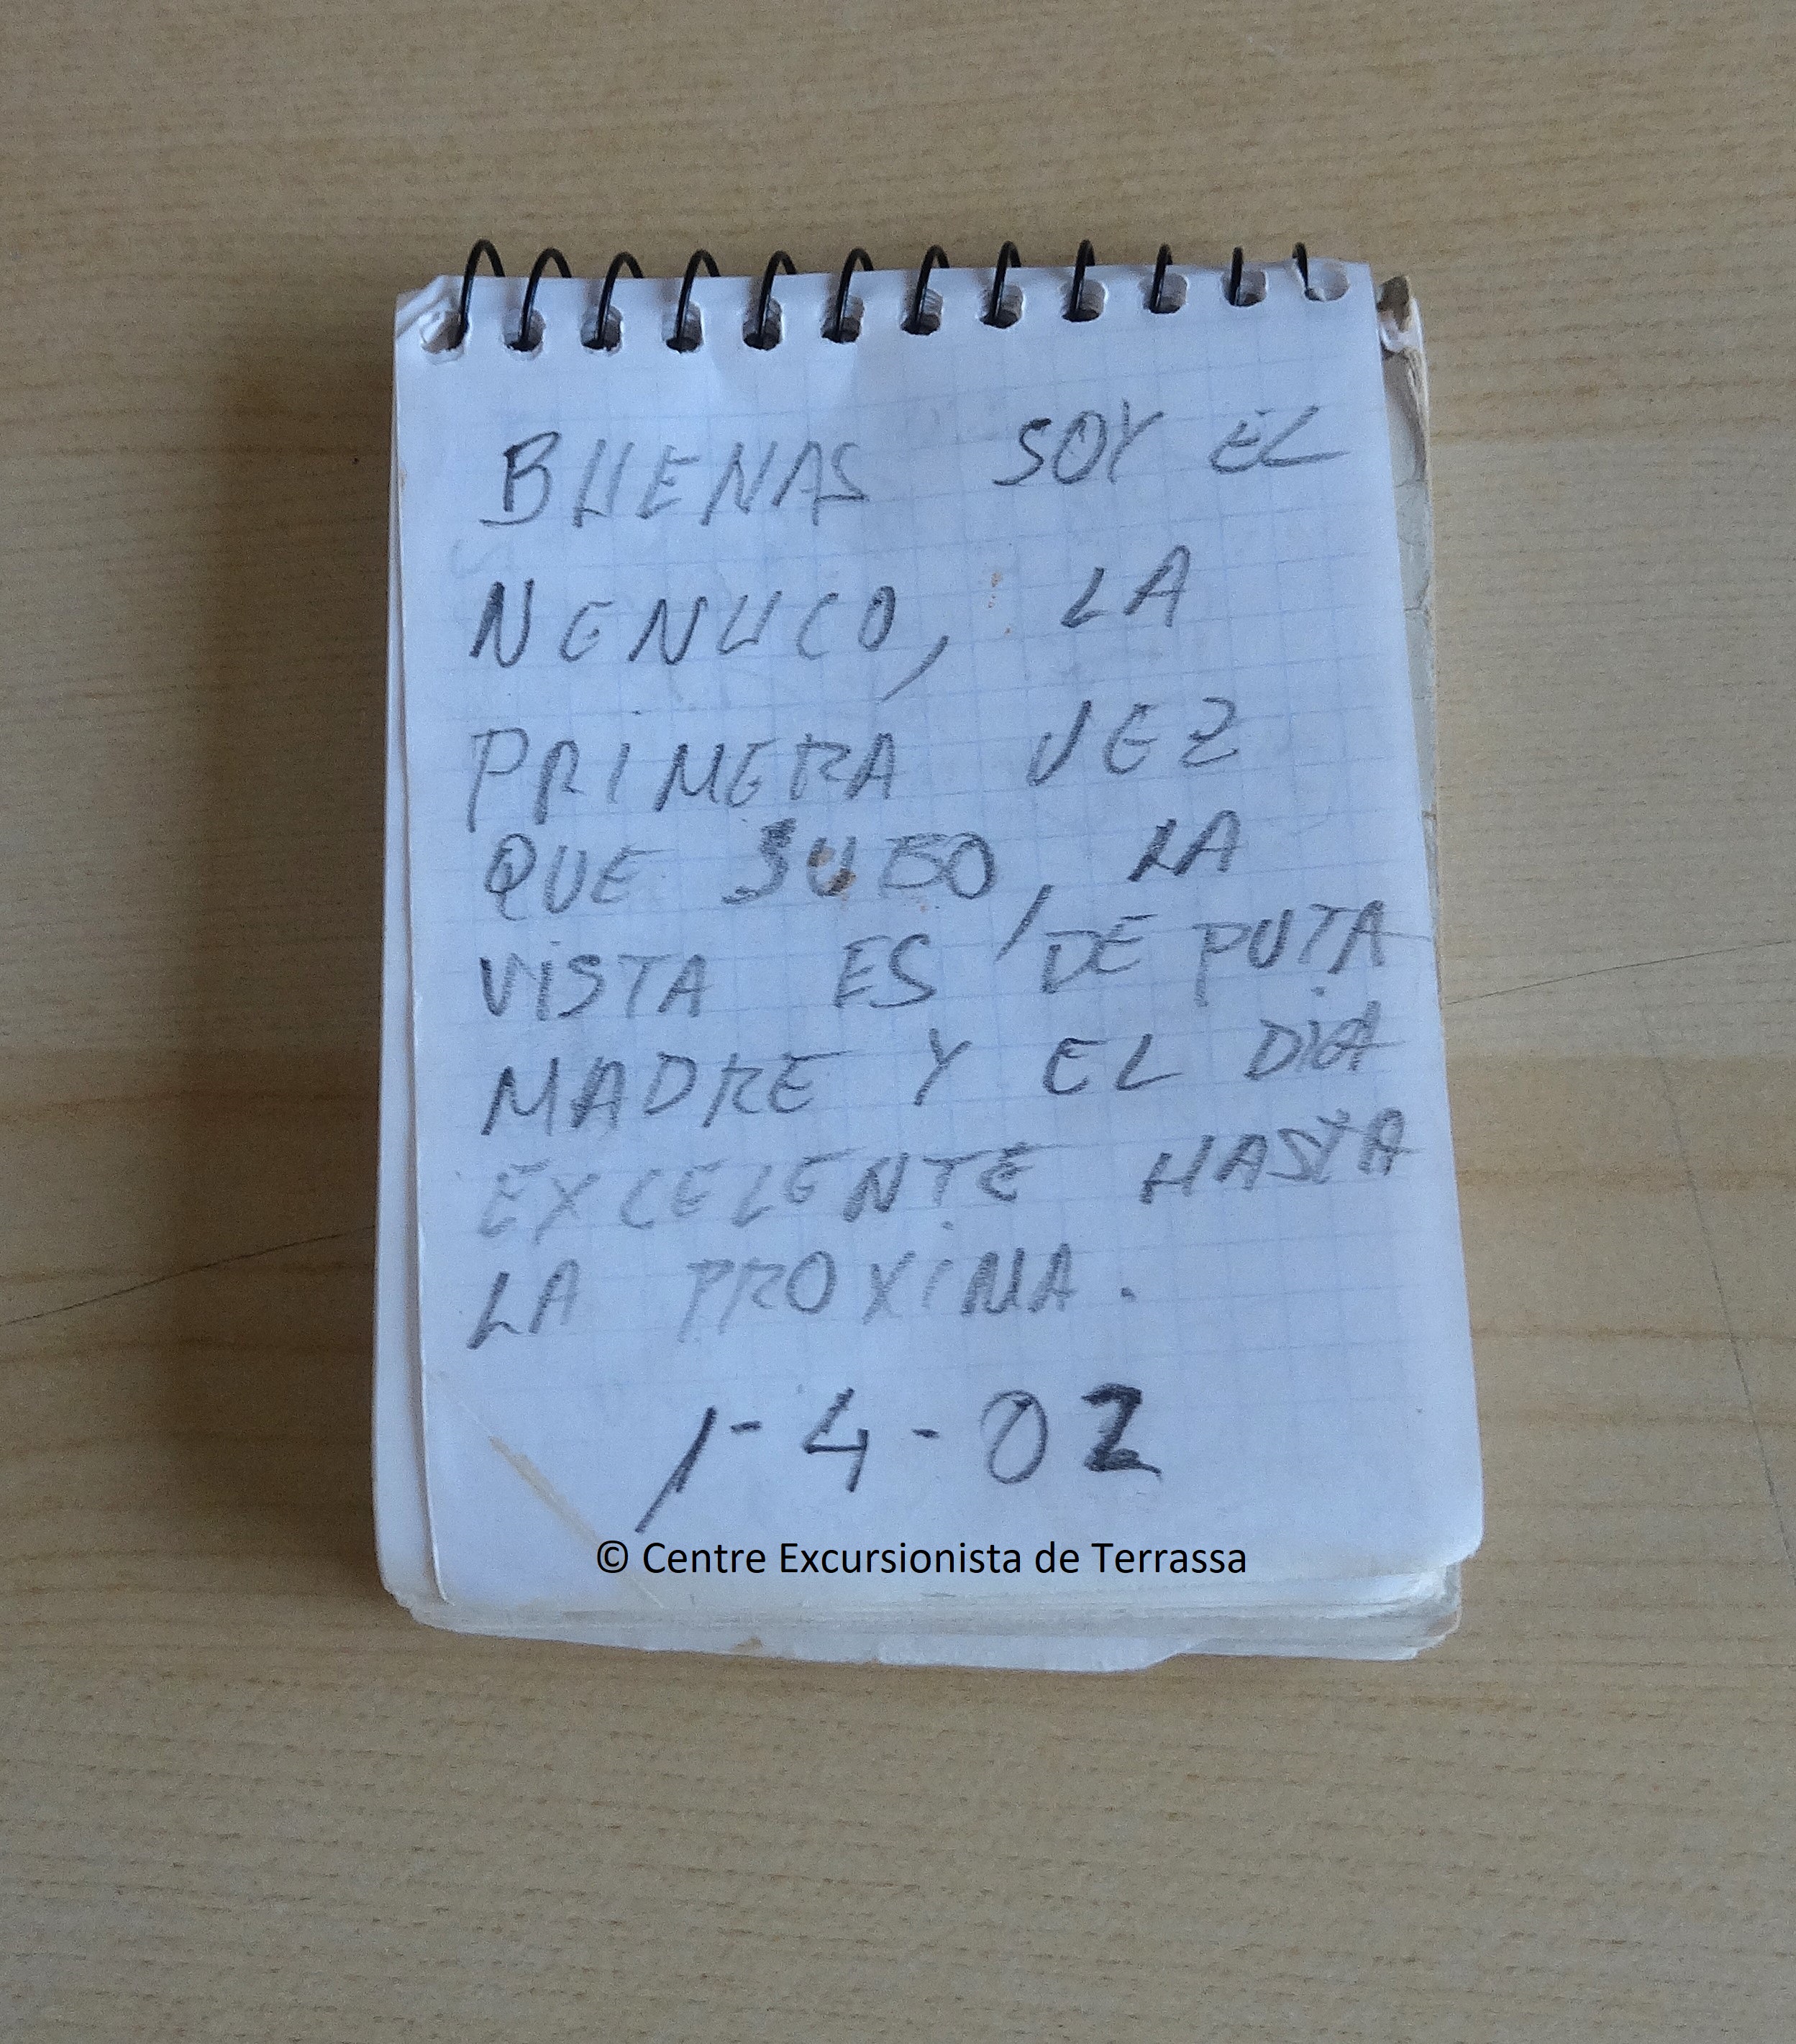 BUENAS SOY EL
NENUCO, LA
PRIMERA VEZ
QUE SUBO, LA
VISTA ES DE PUTA
MADRE Y EL DIA
EXCELENTE HASTA
LA PROXIMA.
1-4-02
© Centre Excursionista de Terrassa